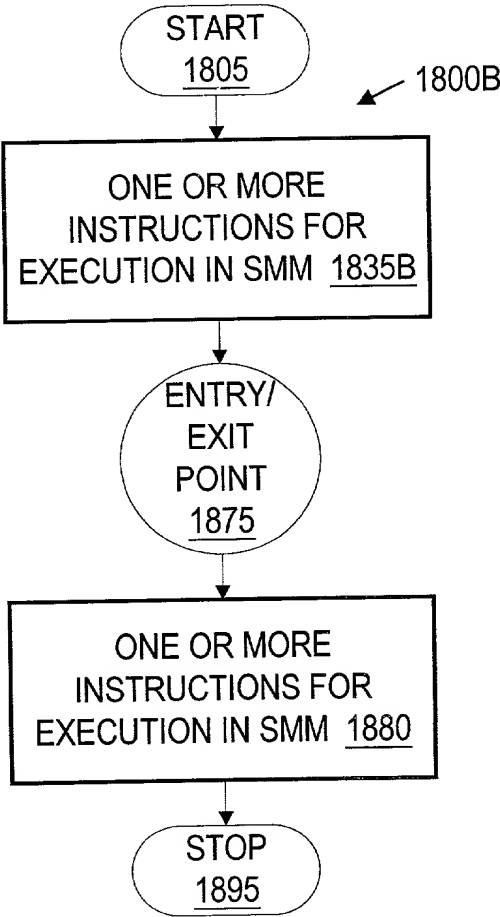 START
1805
1800B
ONE OR MORE
INSTRUCTIONS FOR
EXECUTION IN SMM 1835B
ENTRY/
EXIT
POINT
1875
ONE OR MORE
INSTRUCTIONS FOR
EXECUTION IN SMM 1880
STOP
1895